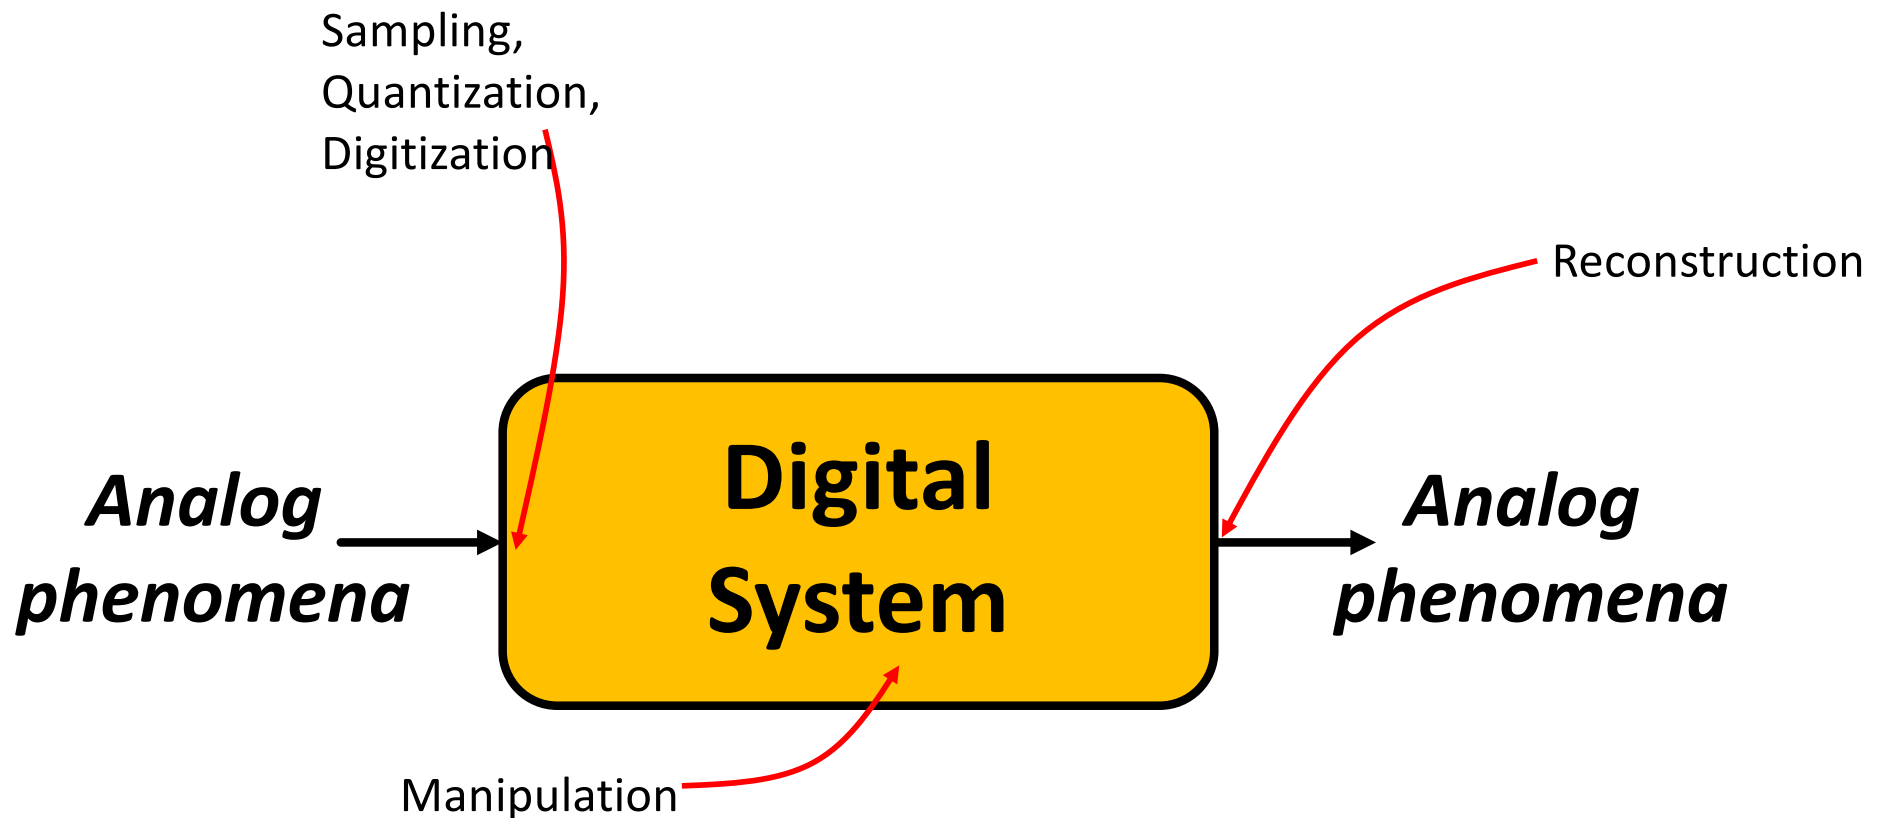 Sampling,
Quantization,
Digitization
Reconstruction
Analog
phenomena
Digital
System
Analog
phenomena
Manipulation